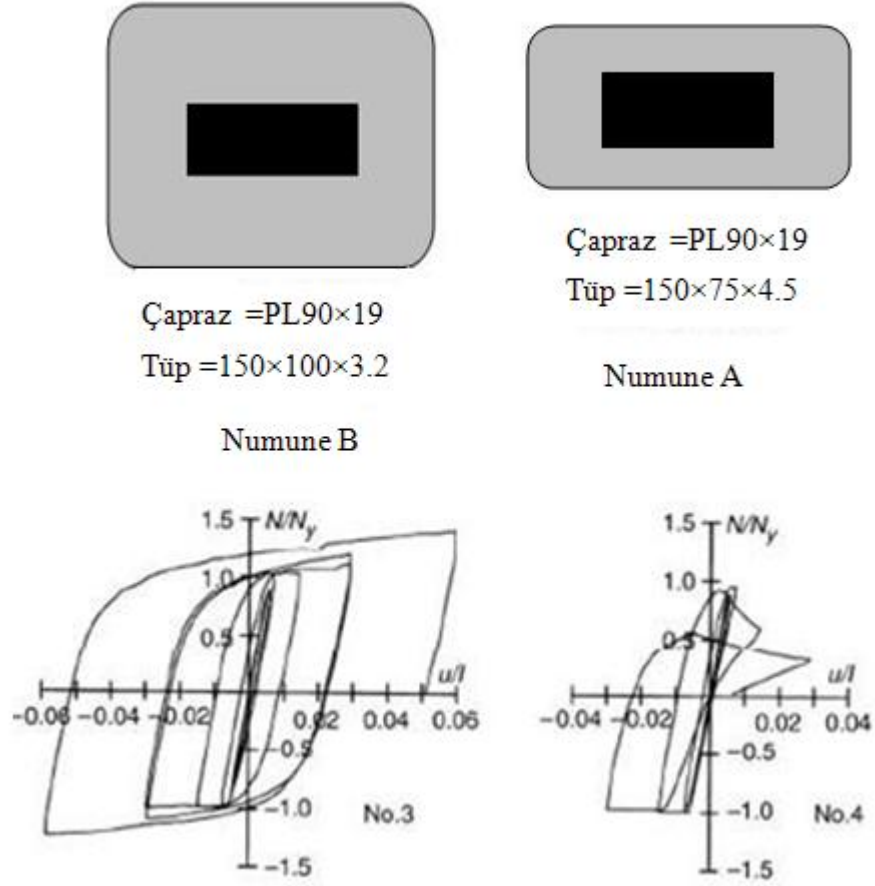 Çapraz =PL90×19
Tüp =150×100×3.2
Numune B
Çapraz =PL90×19
Tüp =150×75×4.5
Numune A
1.5 N/Ny
1.0
0.5
u/l
-0.06 -0.04 -0.02 0.02 0.04 0.06
-0.5
-1.0 No.3
-1.5
1.5 N/Ny
1.0
0.5
u/l
-0.04 -0.02 0.02 0.04
-0.5
-1.0 No.4
-1.5